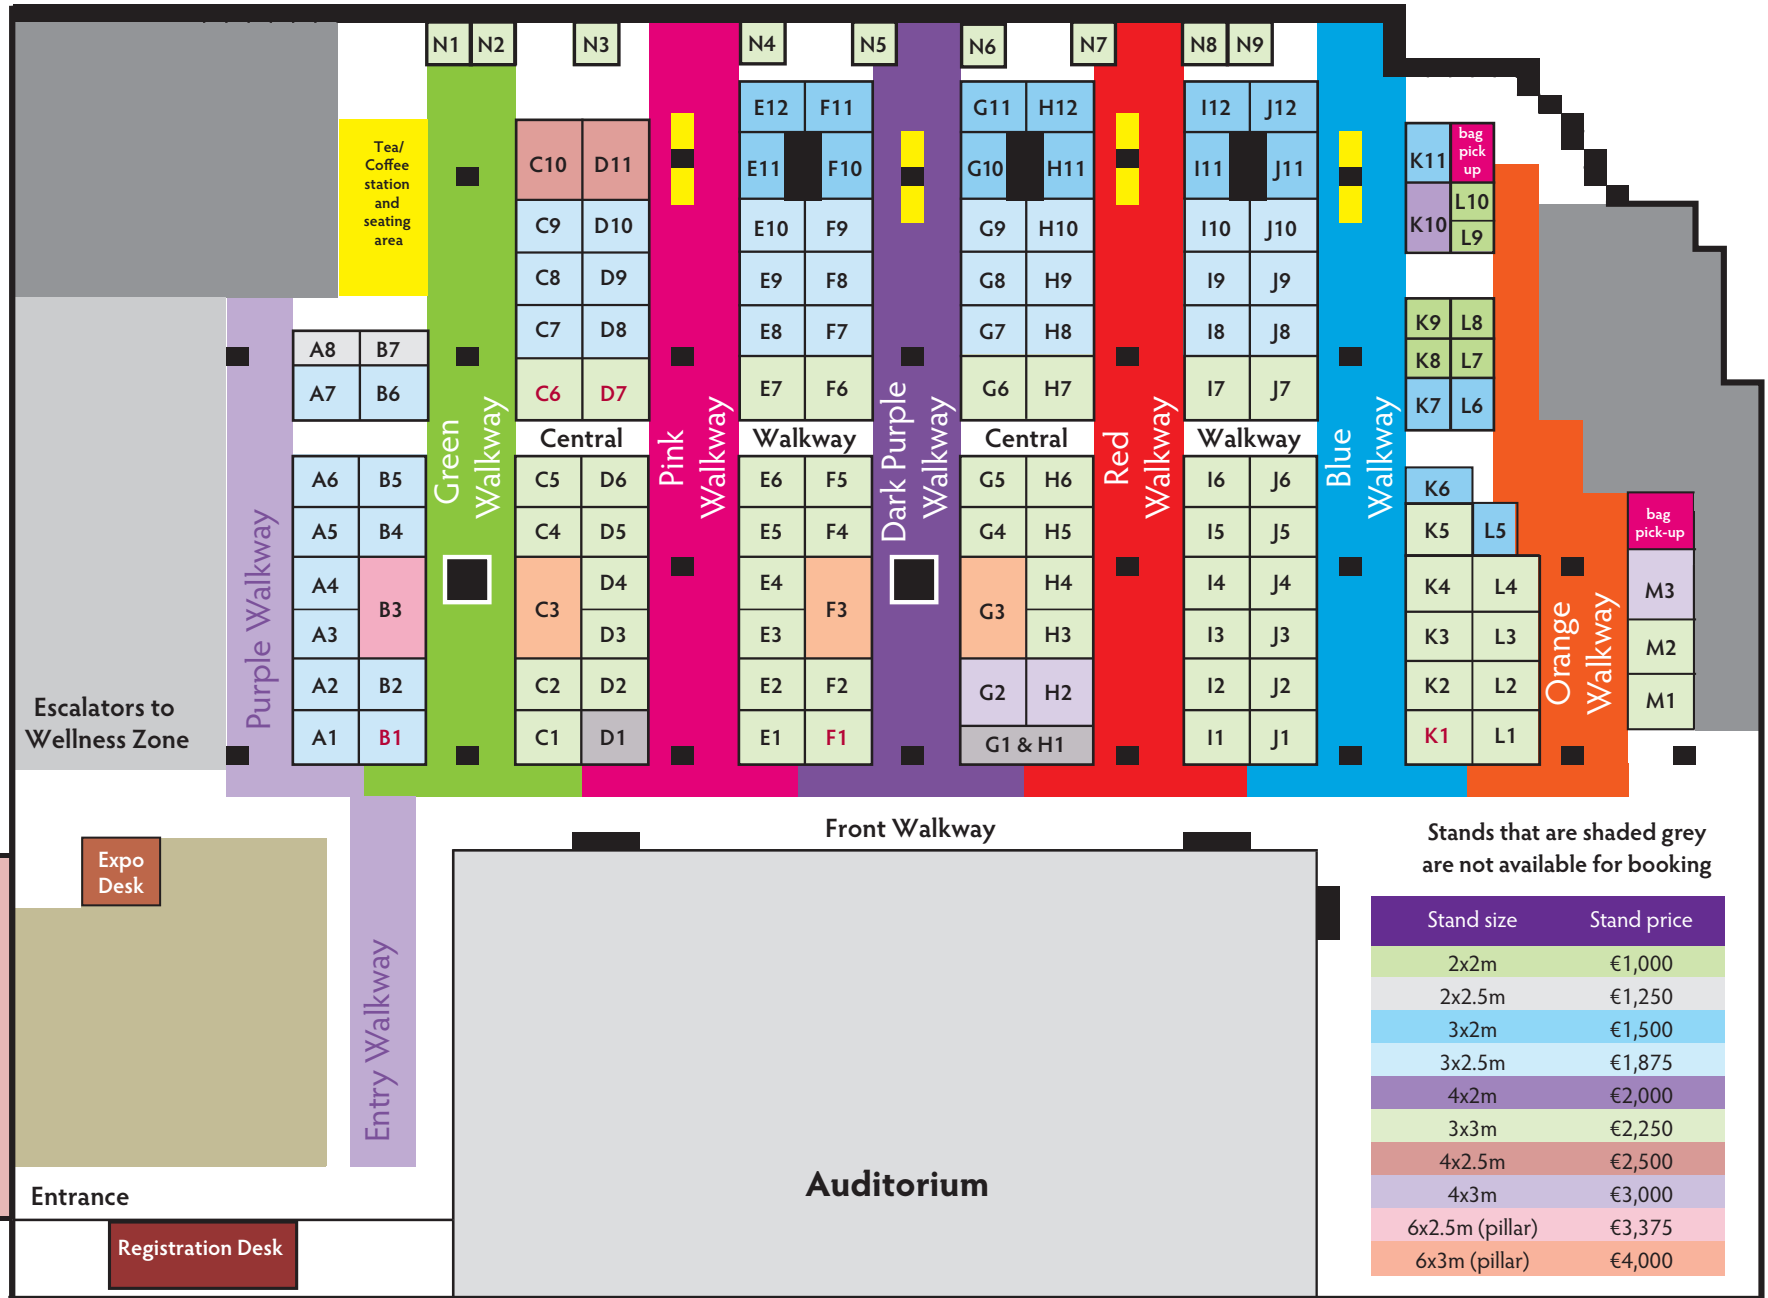 N1 N2 N3 N4 N5 N6 N7 N8 N9
E12 F11 G11 H12 I12 J12
Tea/
Coffee
station
and
seating
area
C10 D11 E11 F10 G10 H11 I11 J11 K11
bag
pick
up
K10 L10
L9
C9 D10 E10 F9 G9 H10 I10 J10
C8 D9 E9 F8 G8 H9 I9 J9
C7 D8 E8 F7 G7 H8 I8 J8
K9 L8
A8 B7
K8 L7
A7 B6 C6 D7 E7 F6 G6 H7 I7 J7 K7 L6
Central Walkway Central Walkway
Purple Walkway
Green
Walkway
Pink
Walkway
Dark Purple
Walkway
Red
Walkway
Blue
Walkway
Orange
Walkway
A6 B5 C5 D6 E6 F5 G5 H6 I6 J6 K6
A5 B4 C4 D5 E5 F4 G4 H5 I5 J5 K5 L5
bag
pick-up
A4 B3 C3 D4 E4 F3 G3 H4 I4 J4 K4 L4 M3
A3 D3 E3 H3 I3 J3 K3 L3 M2
A2 B2 C2 D2 E2 F2 G2 H2 I2 J2 K2 L2 M1
A1 B1 C1 D1 E1 F1 G1 & H1 I1 J1 K1 L1
Escalators to
Wellness Zone
Front Walkway
Expo
Desk
Entry Walkway
Entrance
Registration Desk
Auditorium
Stands that are shaded grey
are not available for booking
Stand size Stand price
2x2m €1,000
2x2.5m €1,250
3x2m €1,500
3x2.5m €1,875
4x2m €2,000
3x3m €2,250
4x2.5m €2,500
4x3m €3,000
6x2.5m (pillar) €3,375
6x3m (pillar) €4,000